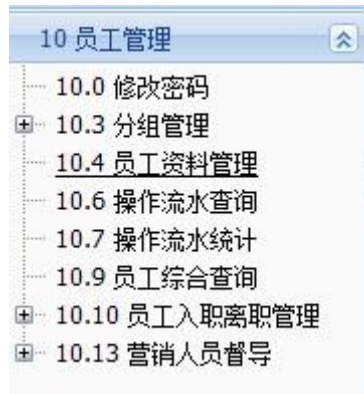 10 员工管理
10.0 修改密码
10.3 分组管理
10.4 员工资料管理
10.6 操作流水查询
10.7 操作流水统计
10.9 员工综合查询
10.10 员工入职离职管理
10.13 营销人员督导